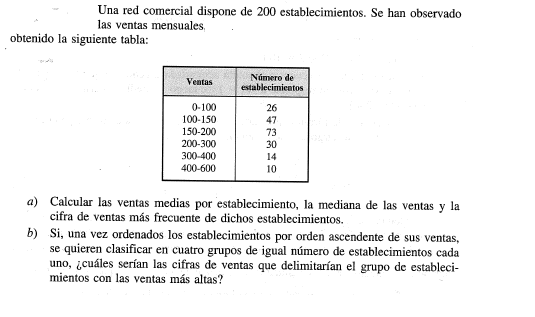 Una red comercial dispone de 200 establecimientos. Se han observado
las ventas mensuales,
obtenido la siguiente tabla:
Ventas Número de establecimientos
0-100 26
100-150 47
150-200 73
200-300 30
300-400 14
400-600 10
a) Calcular las ventas medias por establecimiento, la mediana de las ventas y la
cifra de ventas más frecuente de dichos establecimientos.
b) Si, una vez ordenados los establecimientos por orden ascendente de sus ventas,
se quieren clasificar en cuatro grupos de igual número de establecimientos cada
uno, ¿cuáles serían las cifras de ventas que delimitarían el grupo de estableci-
mientos con las ventas más altas?